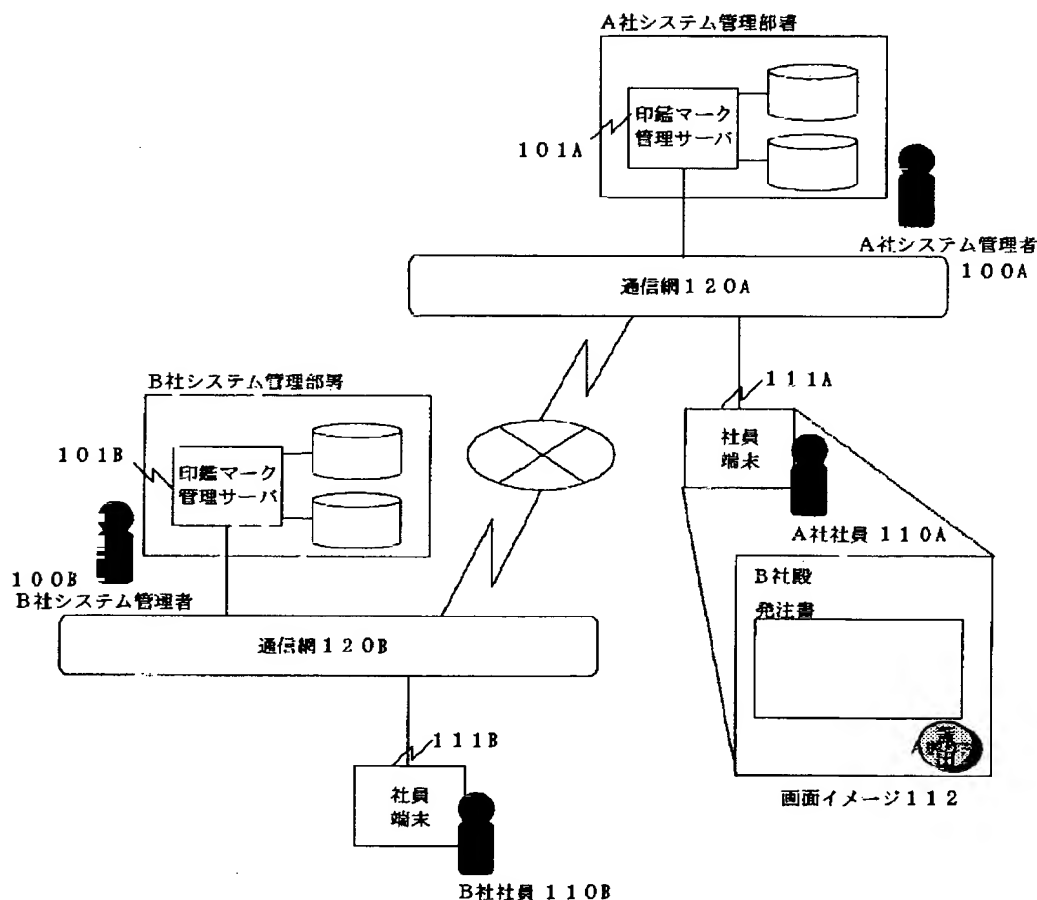 A社システム管理部署
印鑑マーク
管理サーバ
101A
A社システム管理者
100A
通信網120A
B社システム管理部署
111A
101B
印鑑マーク
管理サーバ
社員
端末
A社社員 110A
100B
B社システム管理者
B社殿
発注書
通信網120B
111B
社員
端末
画面イメージ112
B社社員 110B